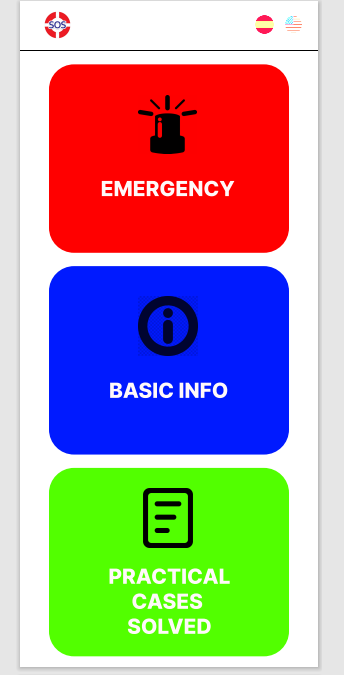 SOS
EMERGENCY
BASIC INFO
PRACTICAL
CASES
SOLVED